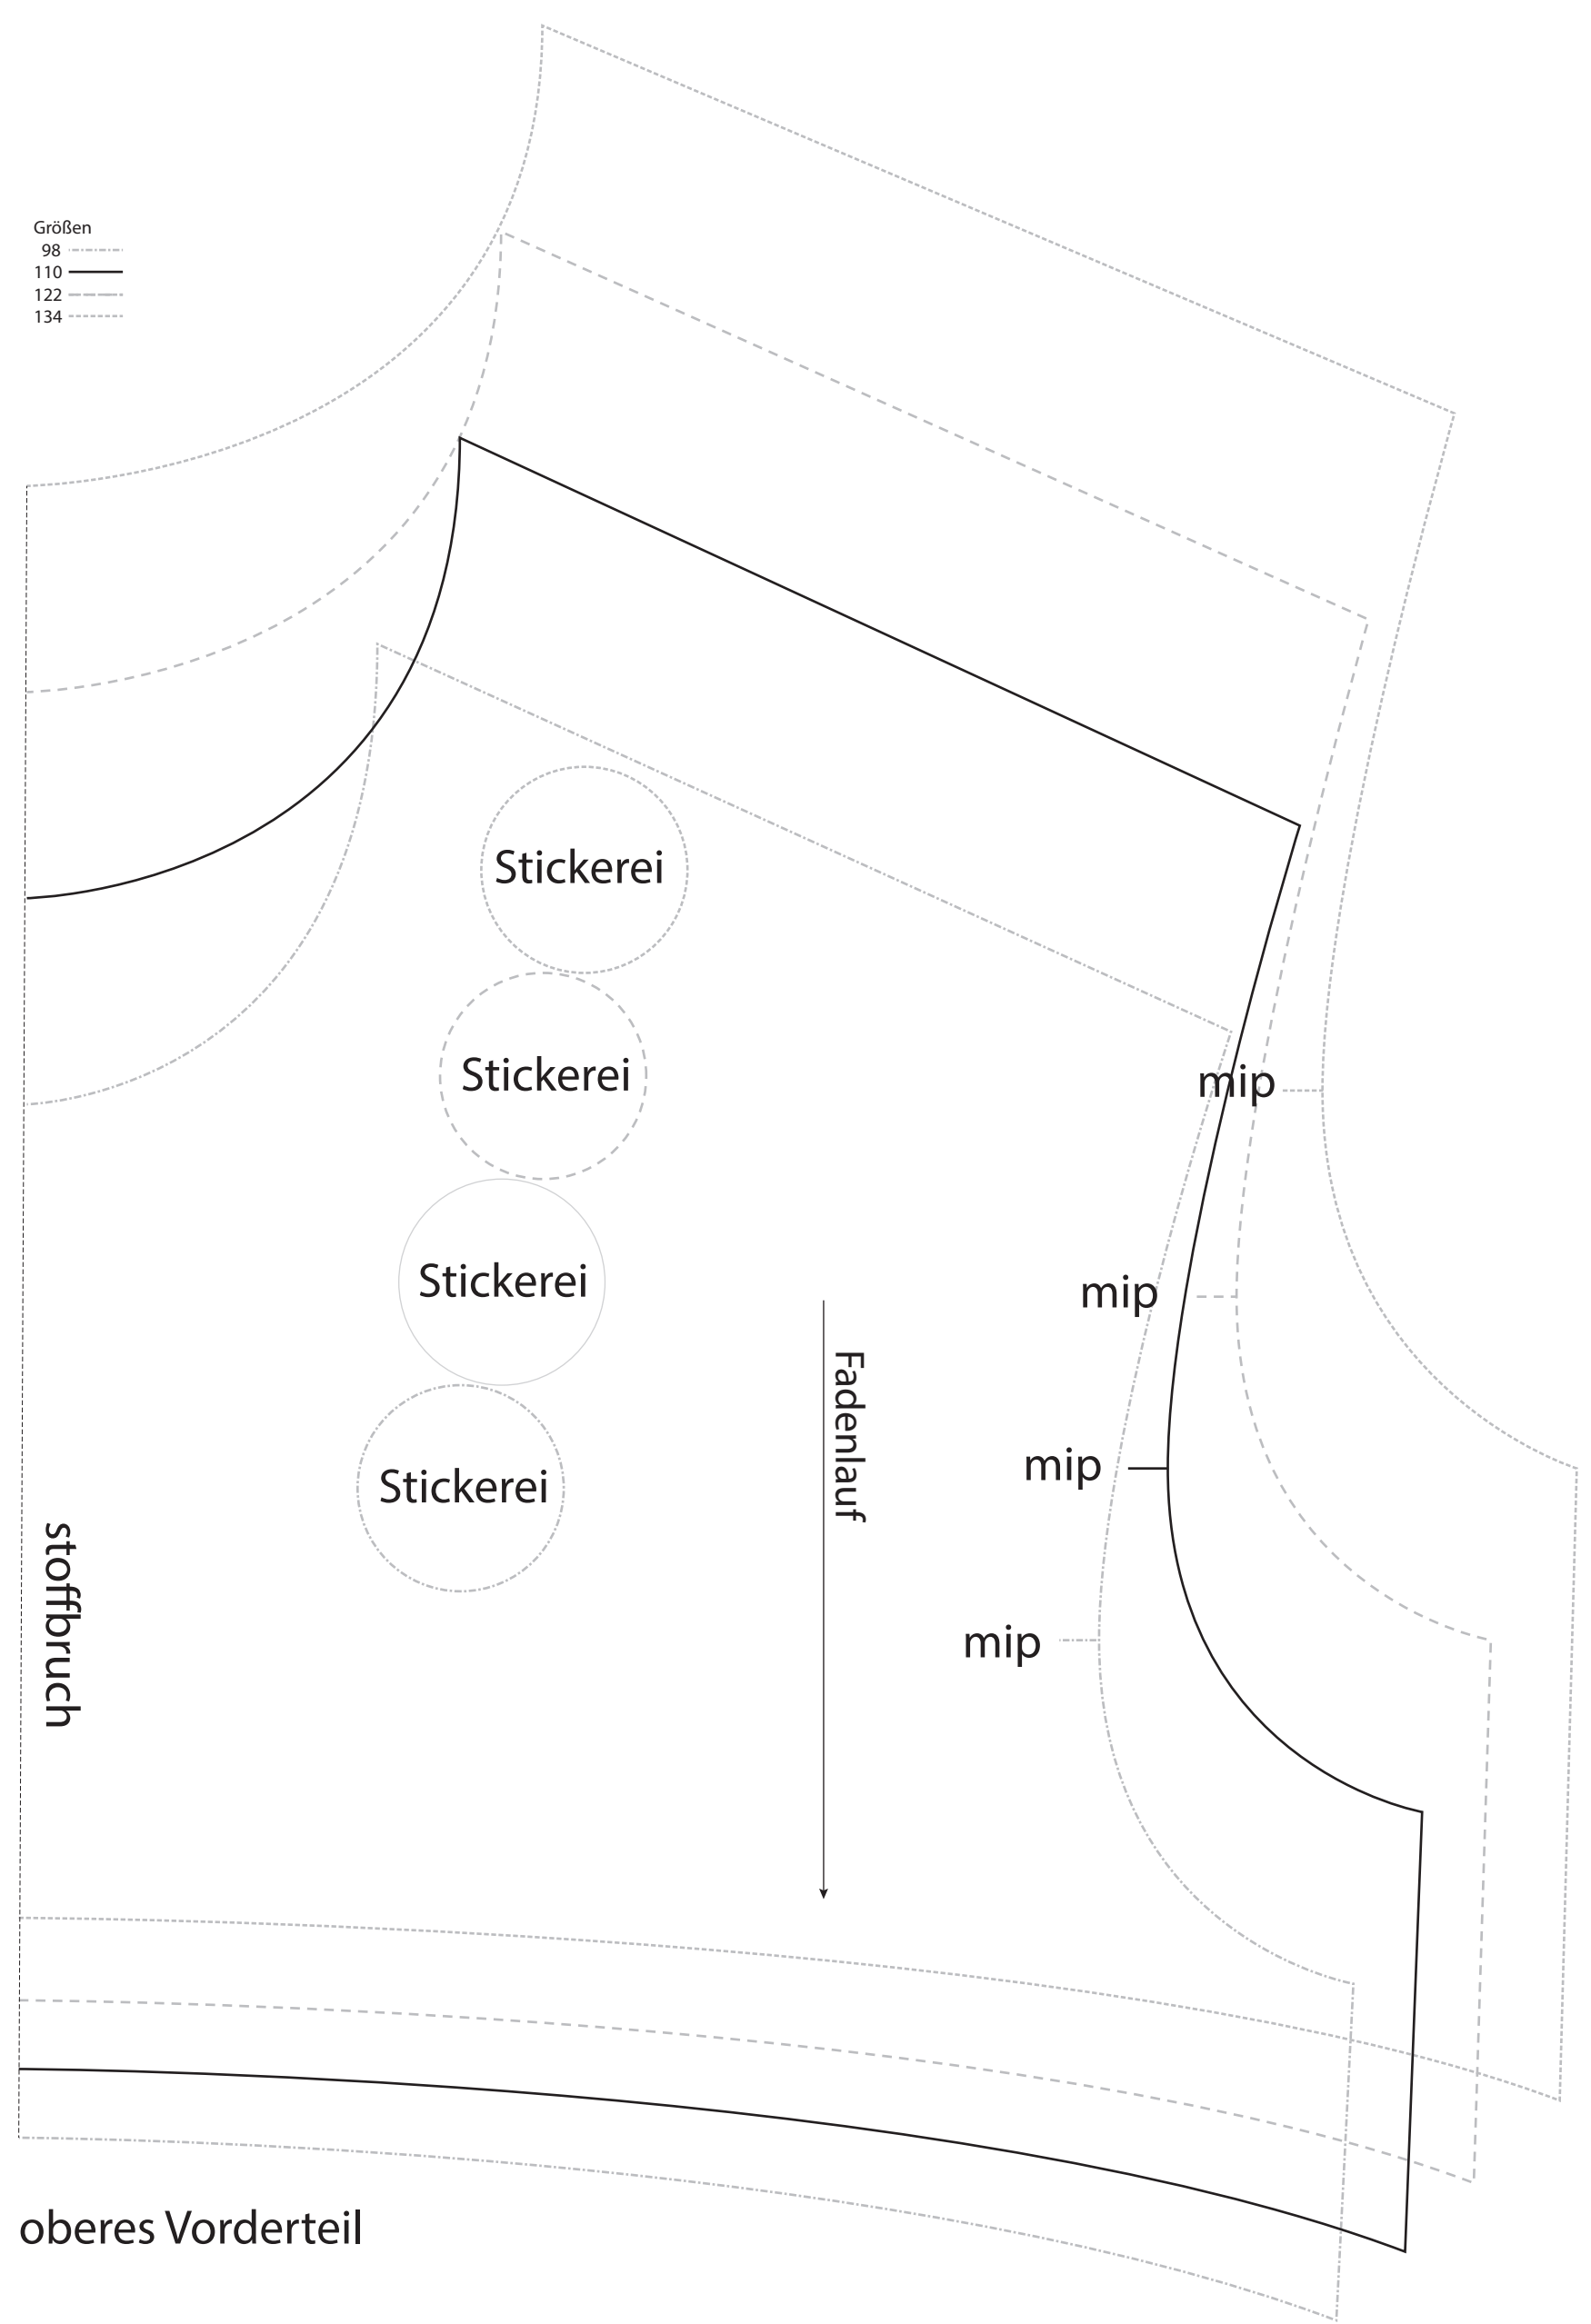 Größen
98
110
122
134
Stickerei
Stickerei
mip
Stickerei
mip
Fadenlauf
mip
Stickerei
stoffbruch
mip
oberes Vorderteil